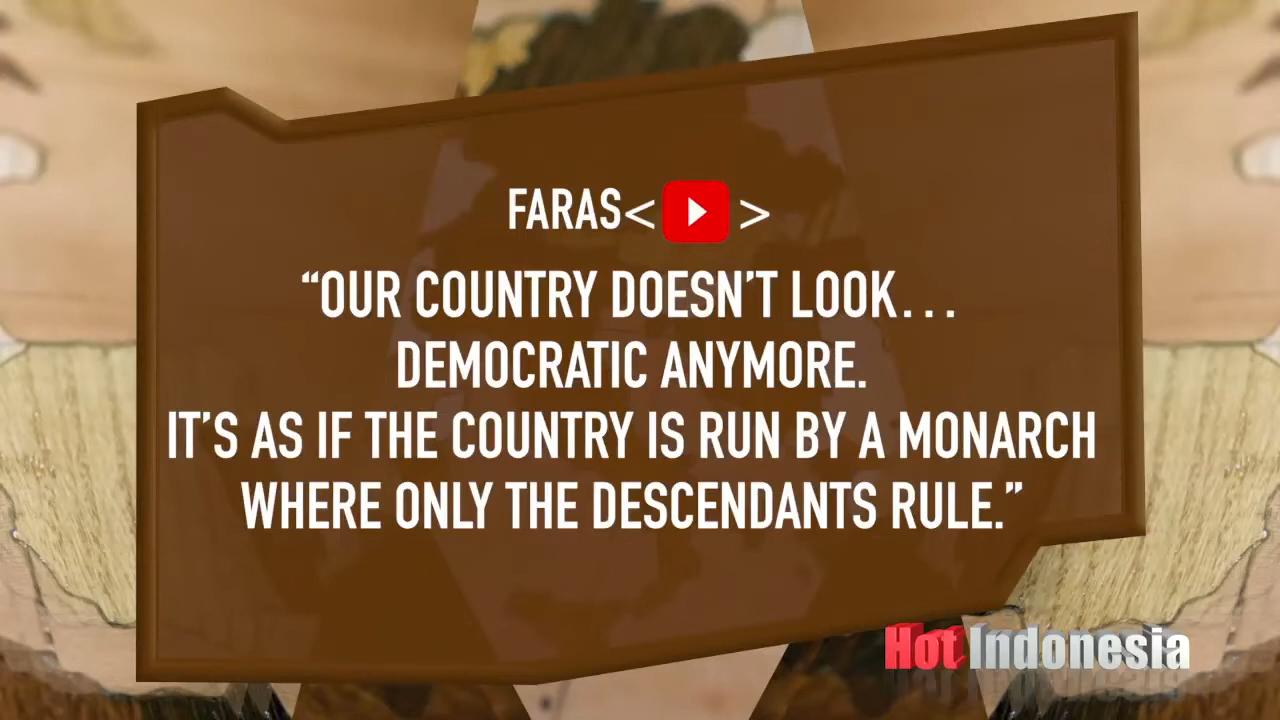 FARAS< >
“OUR COUNTRY DOESN’T LOOK...
DEMOCRATIC ANYMORE.
IT’S AS IF THE COUNTRY IS RUN BY A MONARCH
WHERE ONLY THE DESCENDANTS RULE.”
Hot Indonesia